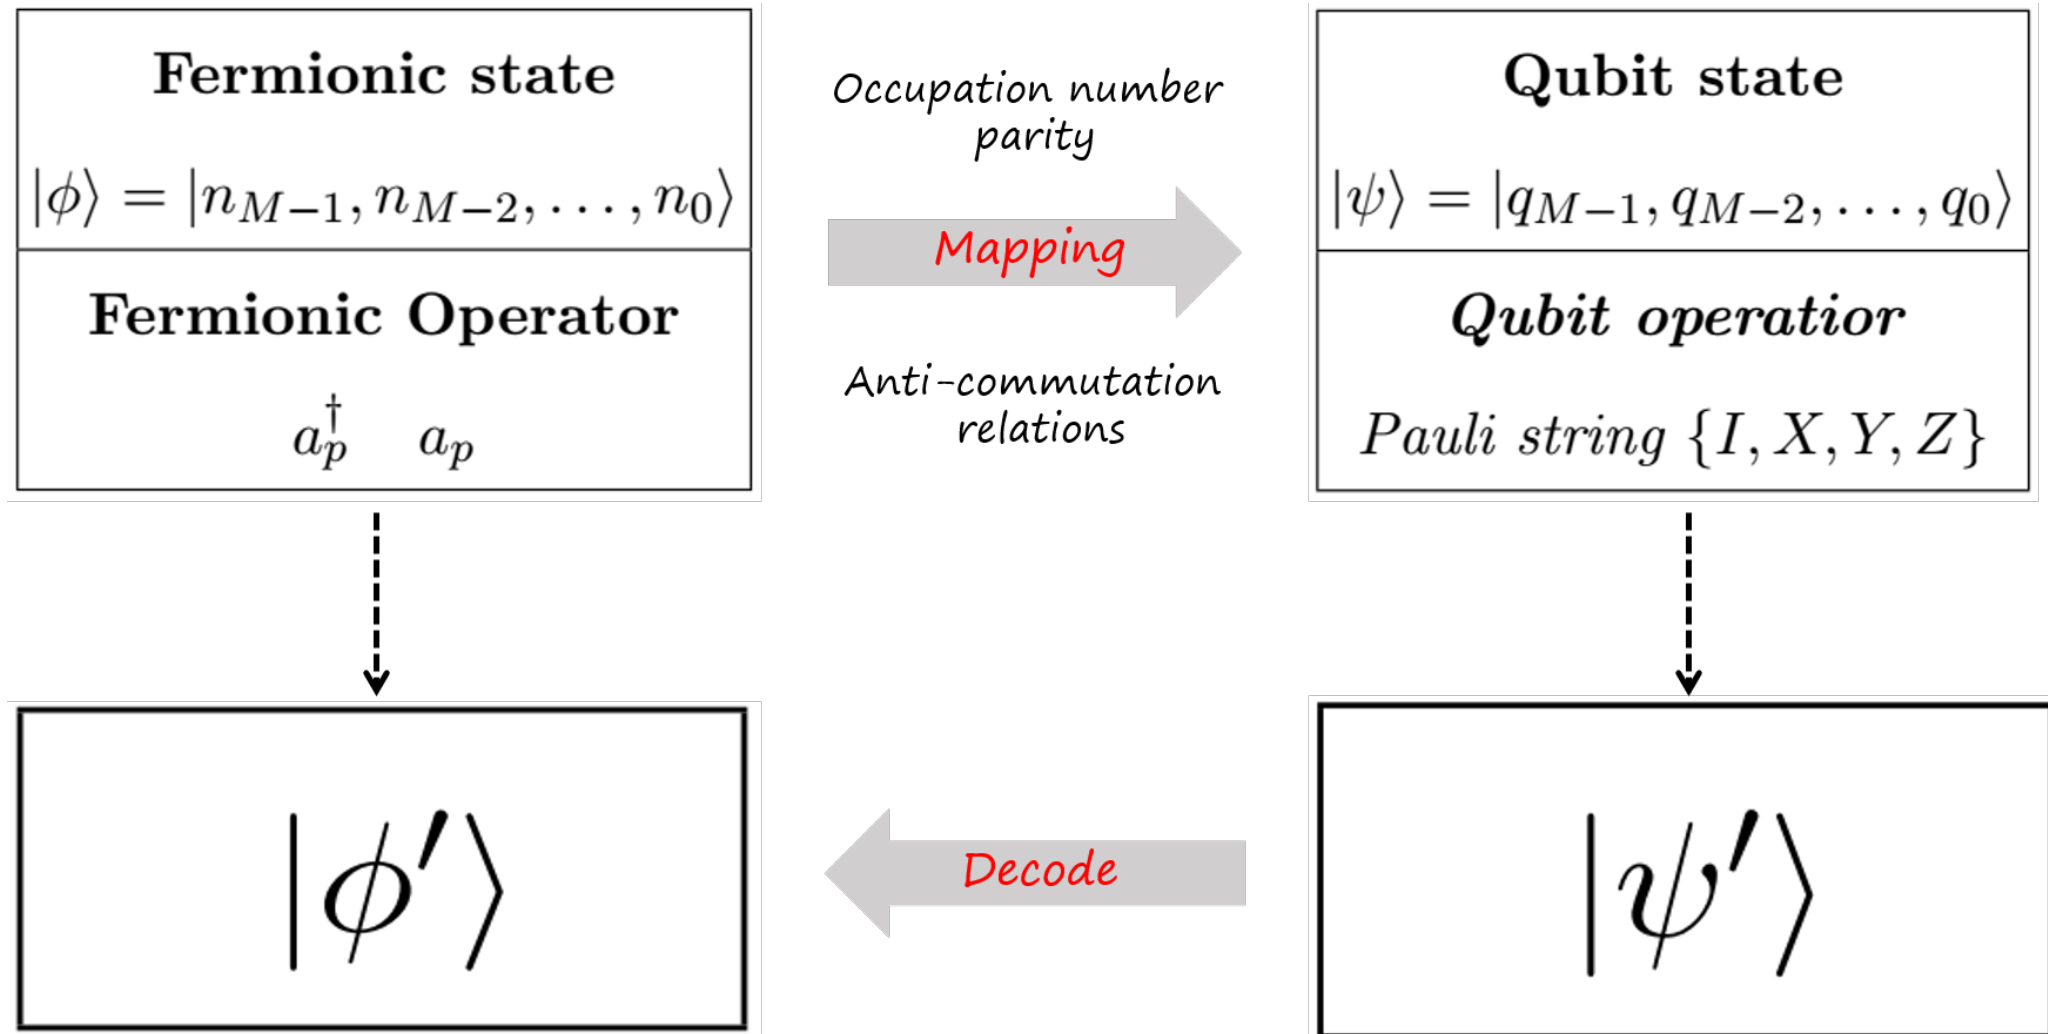 Fermionic state
|ϕ⟩ = |n_{M−1}, n_{M−2}, . . . , n_0⟩
Fermionic Operator
a_p^† a_p
Occupation number
parity
Mapping
Anti-commutation
relations
Qubit state
|ψ⟩ = |q_{M−1}, q_{M−2}, . . . , q_0⟩
Qubit operatior
Pauli string {I, X, Y, Z}
|ϕ′⟩
Decode
|ψ′⟩